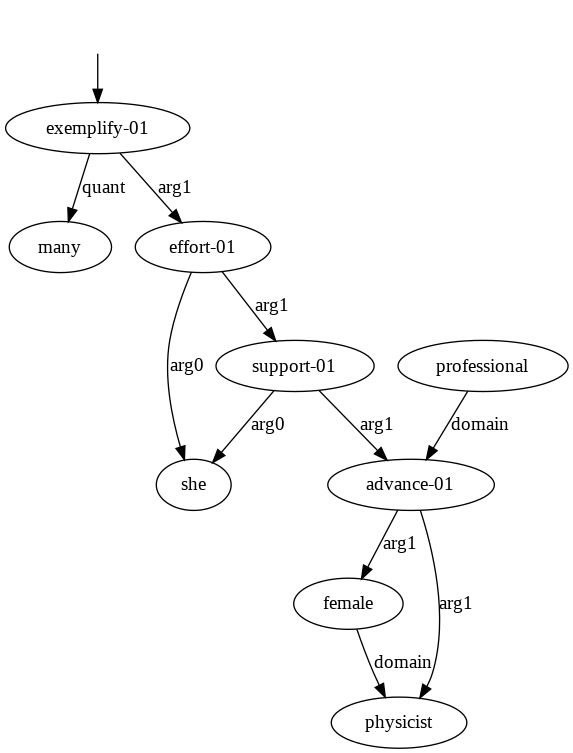 exemplify-01
quant arg1
many effort-01
arg1
arg0 support-01 professional
arg0 arg1 domain
she advance-01
arg1
female arg1
domain
physicist